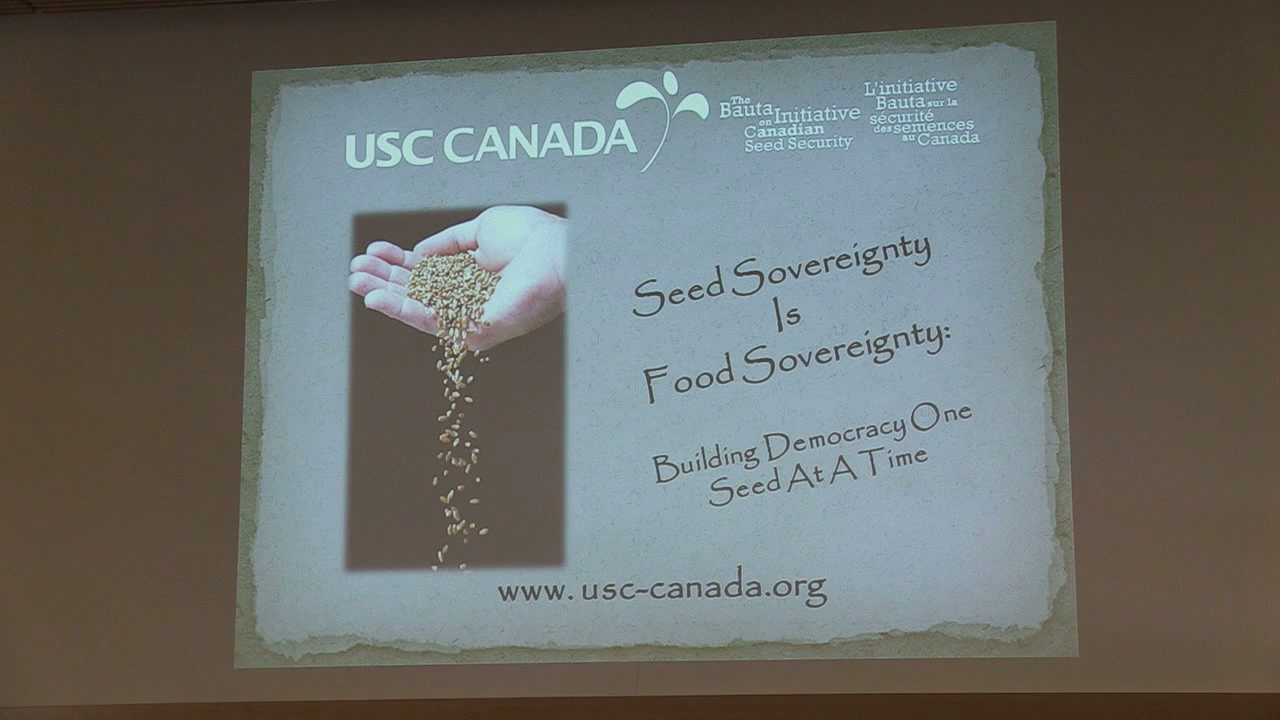 USC CANADA
The
Bauta Initiative
on
Canadian
Seed Security
L'initiative
Bauta sur la
sécurité
des semences
au Canada
Seed Sovereignty
Is
Food Sovereignty:
Building Democracy One
Seed At A Time
www. usc-canada.org